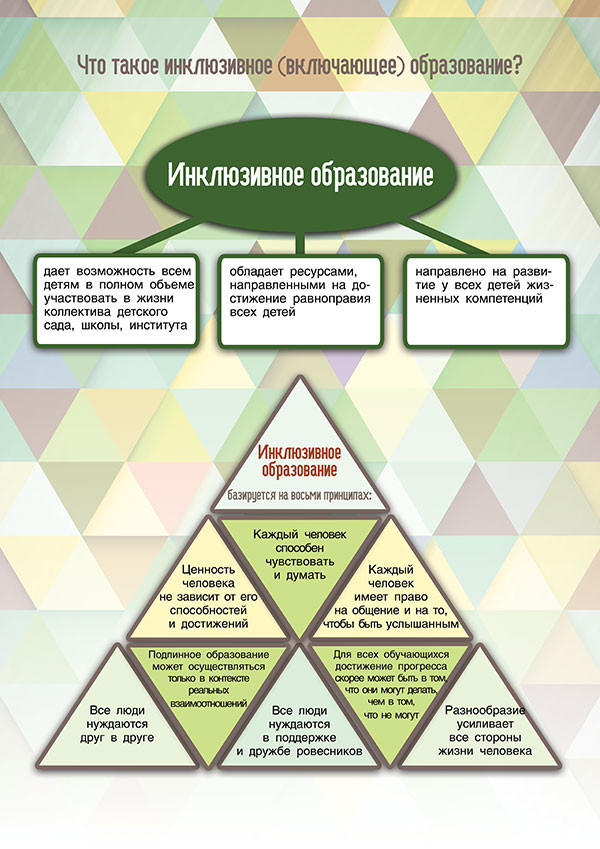 Что такое инклюзивное (включающее) образование?
Инклюзивное образование
дает возможность всем
детям в полном объеме
участвовать в жизни
коллектива детского
сада, школы, института
обладает ресурсами,
направленными на до-
стижение равноправия
всех детей
направлено на разви-
тие у всех детей жиз-
ненных компетенций
Инклюзивное
образование
Базируется на восьми принципах:
Ценность
человека
не зависит от его
способностей
и достижений
Каждый человек
способен
чувствовать
и думать
Каждый
человек
имеет право
на общение и на то,
чтобы быть услышанным
Все люди
нуждаются
друг в друге
Подлинное образование
может осуществляться
только в контексте
реальных
взаимоотношений
Все люди
нуждаются
в поддержке
и дружбе ровесников
Для всех обучающихся
достижение прогресса
скорее может быть в том,
что они могут делать,
чем в том,
что не могут
Разнообразие
усиливает
все стороны
жизни человека